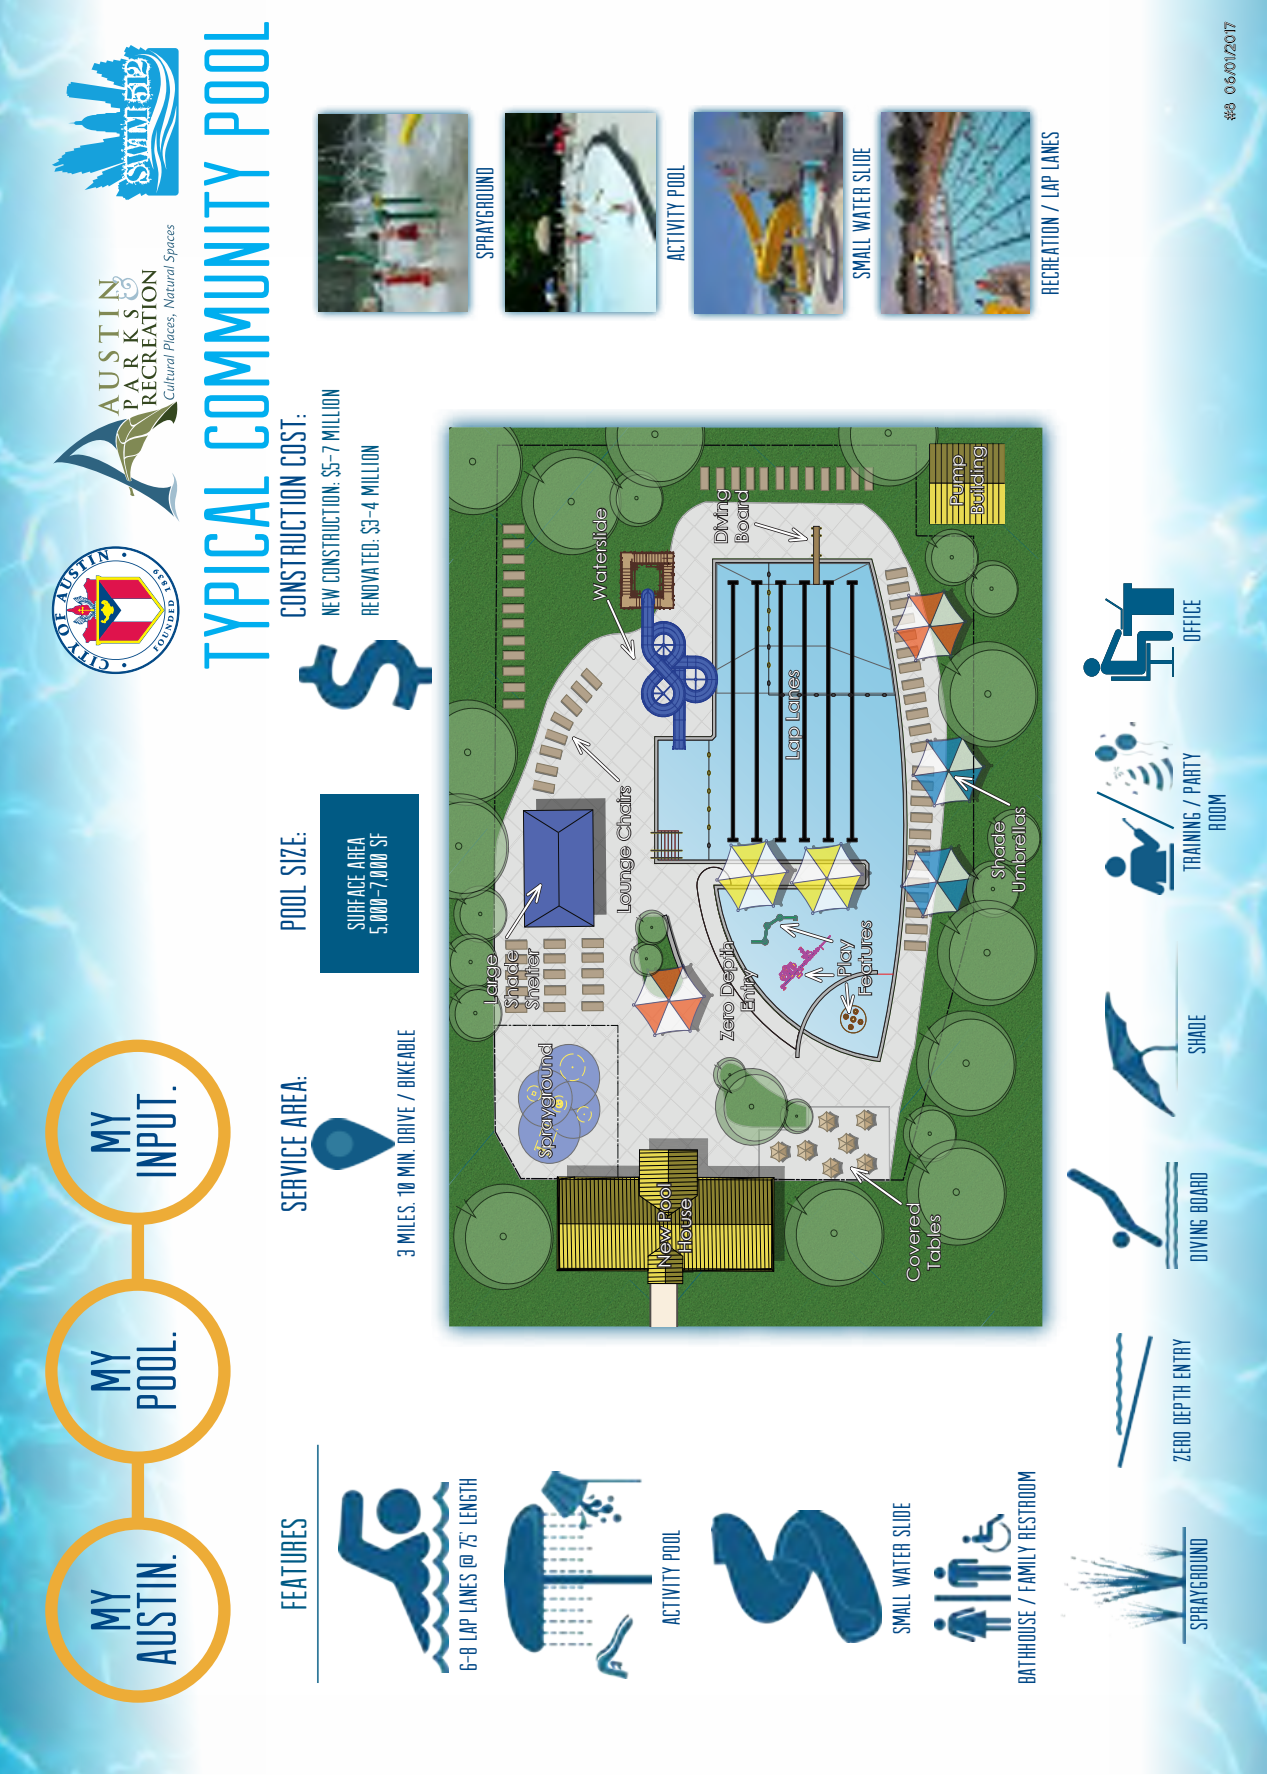 MY
AUSTIN.
MY
POOL.
MY
INPUT.
CITY OF AUSTIN
FOUNDED 1839
AUSTIN
PARKS &
RECREATION
Cultural Places, Natural Spaces
SWIM 512
TYPICAL COMMUNITY POOL
FEATURES
6-8 LAP LANES @ 75' LENGTH
ACTIVITY POOL
SMALL WATER SLIDE
BATHHOUSE / FAMILY RESTROOM
SPRAYGROUND
ZERO DEPTH ENTRY
DIVING BOARD
SHADE
TRAINING / PARTY
ROOM
OFFICE
SERVICE AREA:
3 MILES, 10 MIN. DRIVE / BIKEABLE
POOL SIZE:
SURFACE AREA
5,000-7,000 SF
CONSTRUCTION COST:
NEW CONSTRUCTION: $5-7 MILLION
RENOVATED: $3-4 MILLION
Large
Shade
Shelter
Sprayground
Lounge Chairs
Waterslide
Diving
Board
Pump
Building
Lap Lanes
Zero Depth
Entry
Play
Features
Shade
Umbrellas
New Pool
House
Covered
Tables
SPRAYGROUND
ACTIVITY POOL
SMALL WATER SLIDE
RECREATION / LAP LANES
#8 06/01/2017